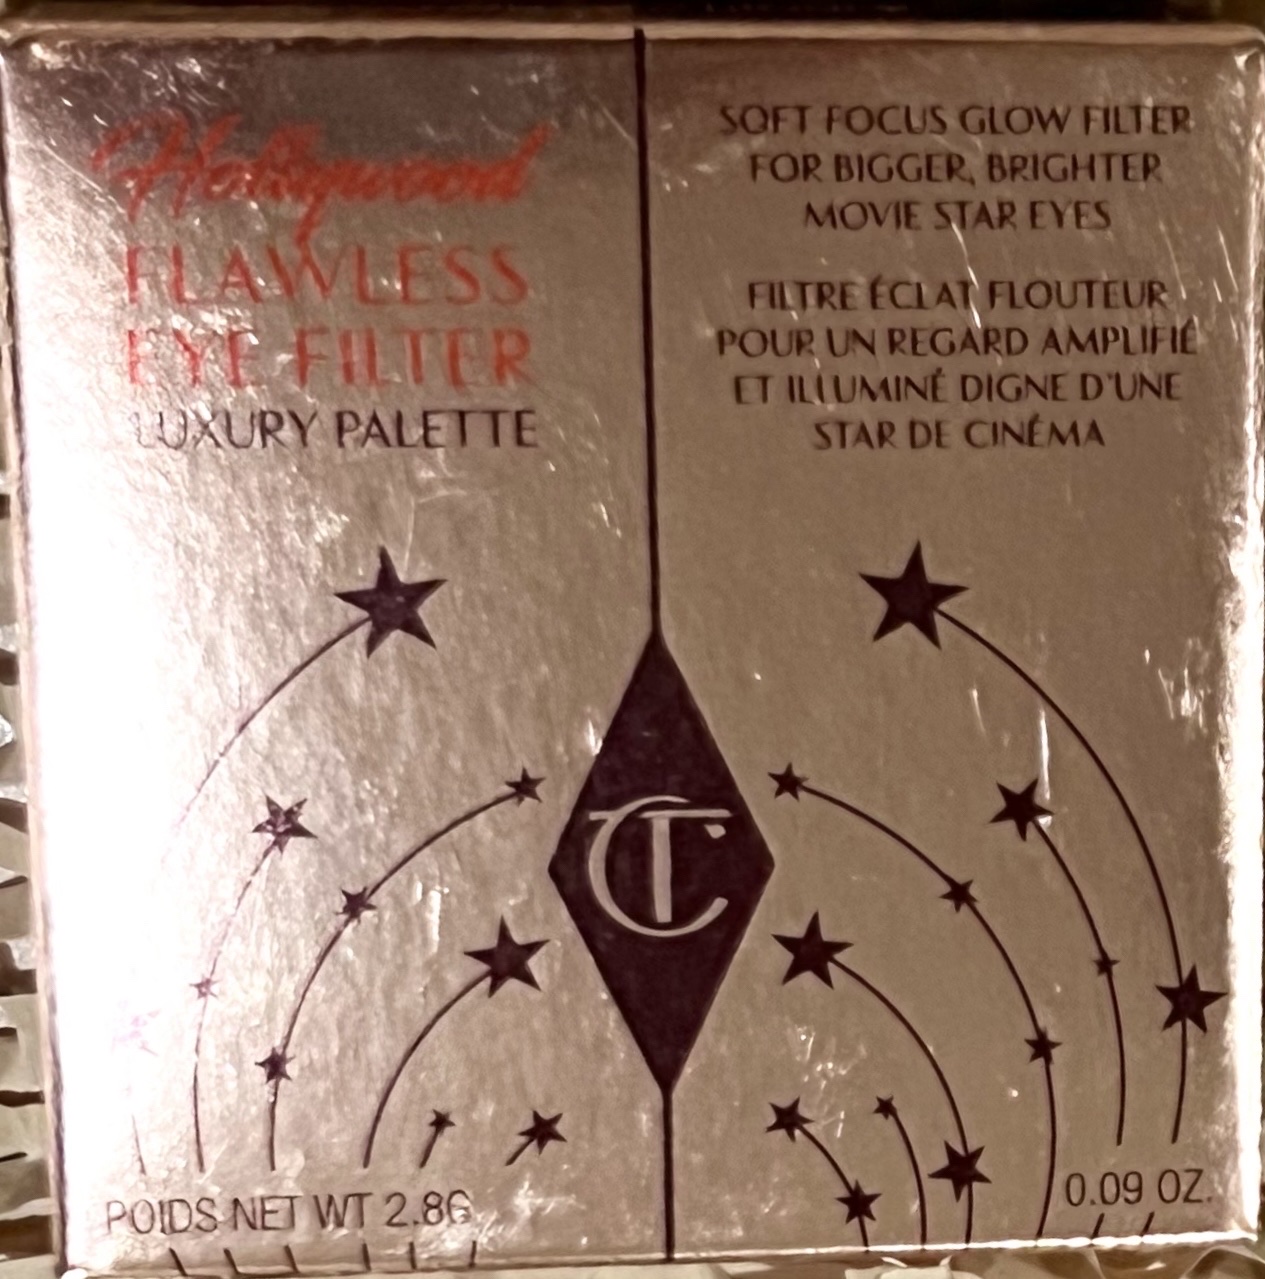 Hollywood
FLAWLESS
EYE FILTER
LUXURY PALETTE
SOFT FOCUS GLOW FILTER
FOR BIGGER, BRIGHTER
MOVIE STAR EYES
FILTRE ÉCLAT FLOUTEUR
POUR UN REGARD AMPLIFIÉ
ET ILLUMINÉ DIGNE D'UNE
STAR DE CINÉMA
CT
POIDS NET WT 2.8G
0.09 OZ.